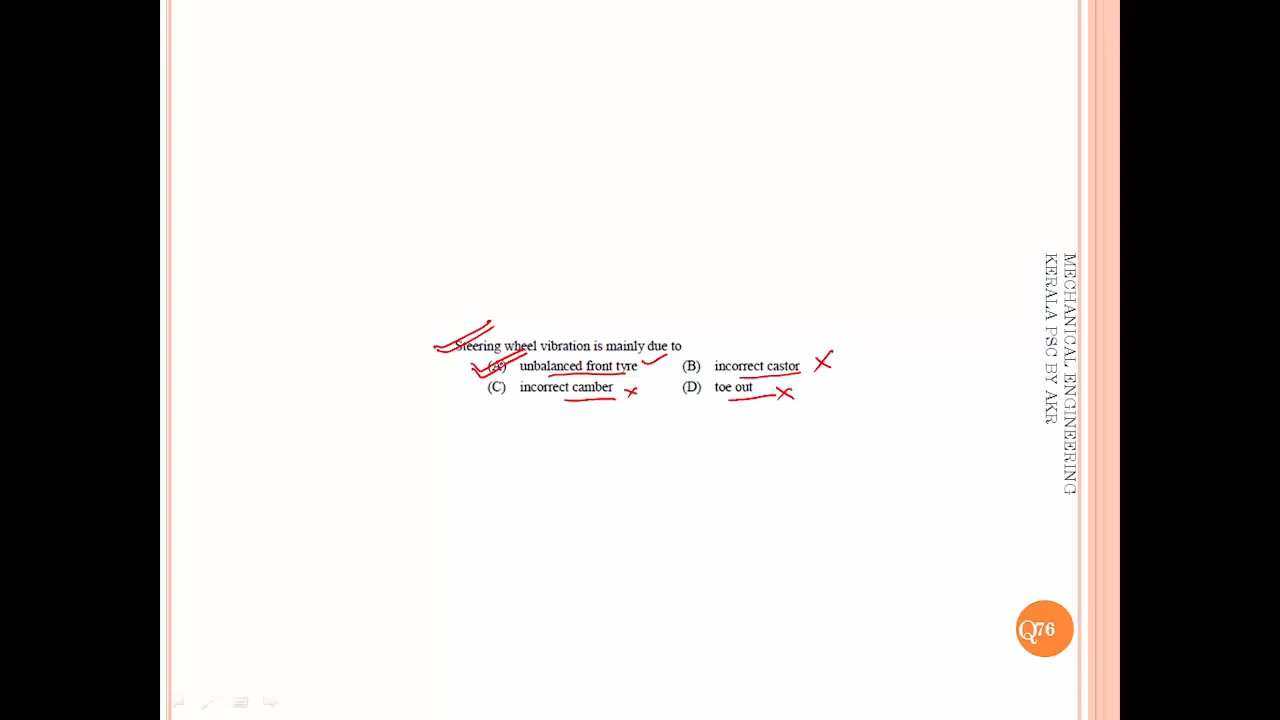 Steering wheel vibration is mainly due to
(A) unbalanced front tyre (B) incorrect castor
(C) incorrect camber (D) toe out
MECHANICAL ENGINEERING
KERALA PSC BY AKR
Q76